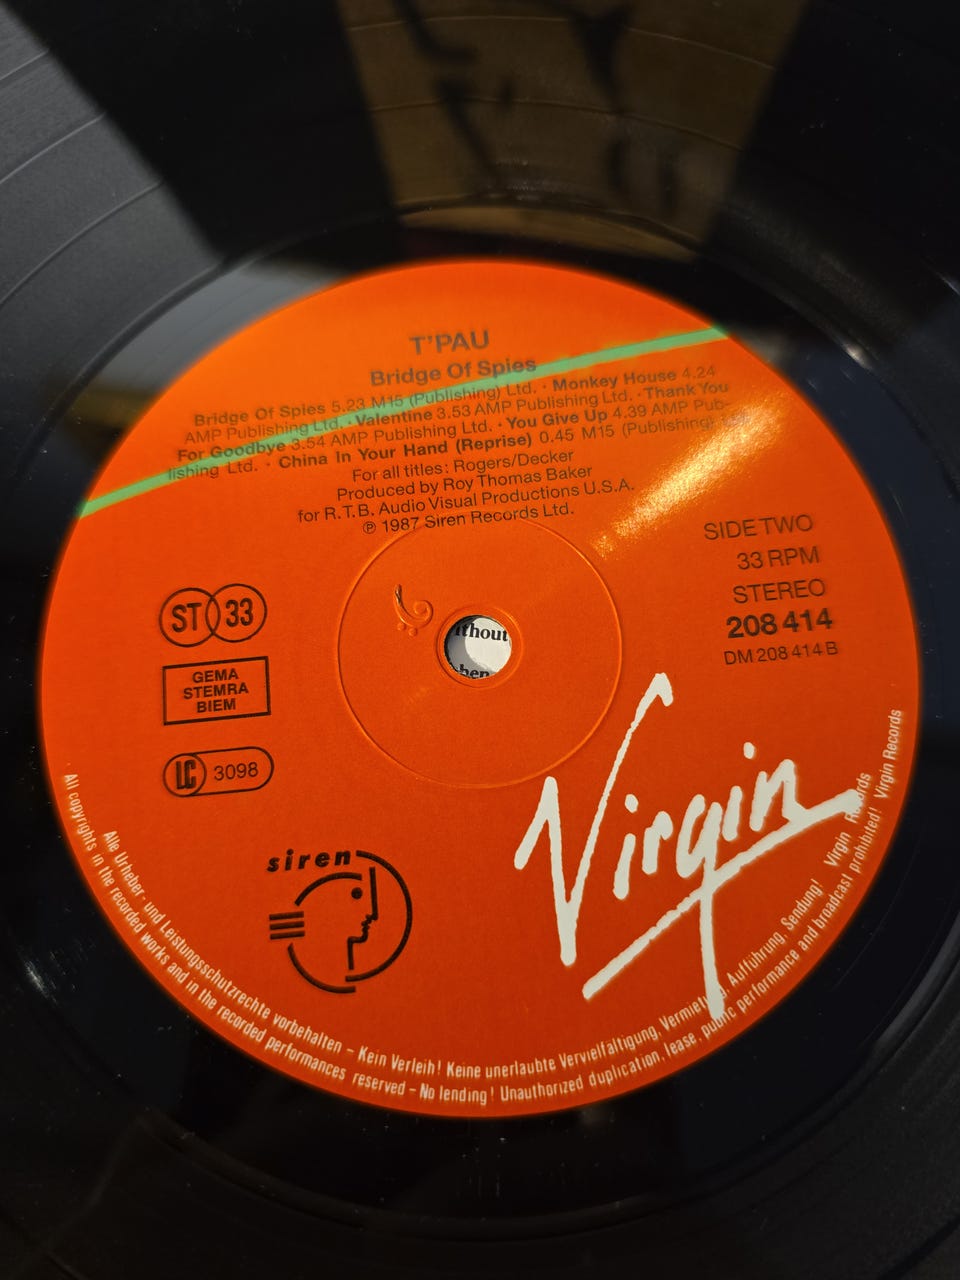 T'PAU
Bridge Of Spies
Bridge Of Spies 5.23 M15 (Publishing) Ltd. · Monkey House 4.24
AMP Publishing Ltd. · Valentine 3.53 AMP Publishing Ltd. · Thank You
For Goodbye 3.54 AMP Publishing Ltd. · You Give Up 4.39 AMP Pub-
lishing Ltd. · China In Your Hand (Reprise) 0.45 M15 (Publishing)
For all titles: Rogers/Decker
Produced by Roy Thomas Baker
for R.T.B. Audio Visual Productions U.S.A.
℗ 1987 Siren Records Ltd.
SIDE TWO
33 RPM
STEREO
208 414
DM 208 414 B
ST 33
GEMA
STEMRA
BIEM
LC 3098
ithout
siren
Virgin
Alle Urheber- und Leistungsschutzrechte vorbehalten – Kein Verleih! Keine unerlaubte Vervielfältigung, Vermietung, Aufführung, Sendung! Virgin Records
All copyrights in the recorded works and in the recorded performances reserved – No lending! Unauthorized duplication, lease, public performance and broadcast prohibited! Virgin Records